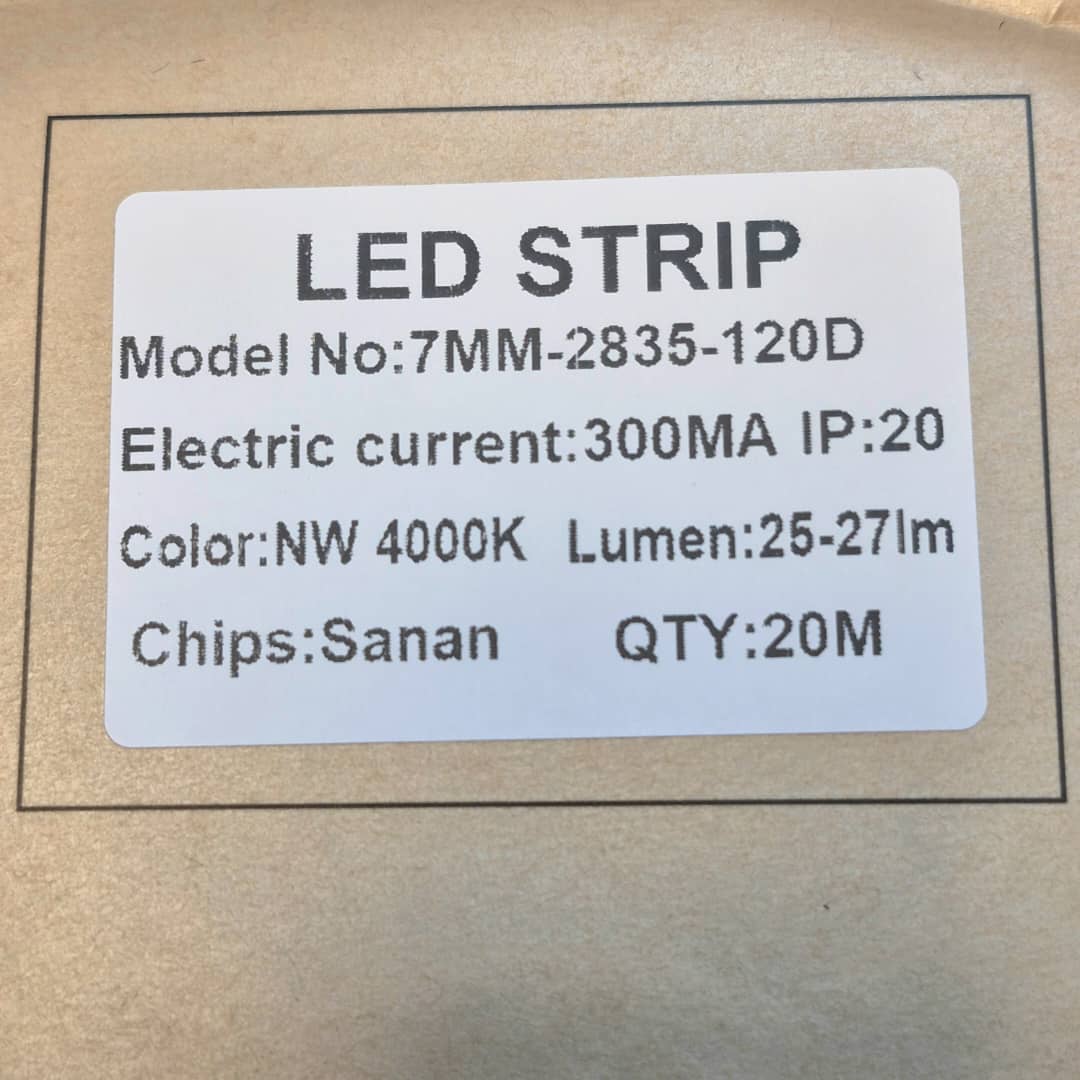 LED STRIP
Model No:7MM-2835-120D
Electric current:300MA IP:20
Color:NW 4000K Lumen:25-27lm
Chips:Sanan QTY:20M